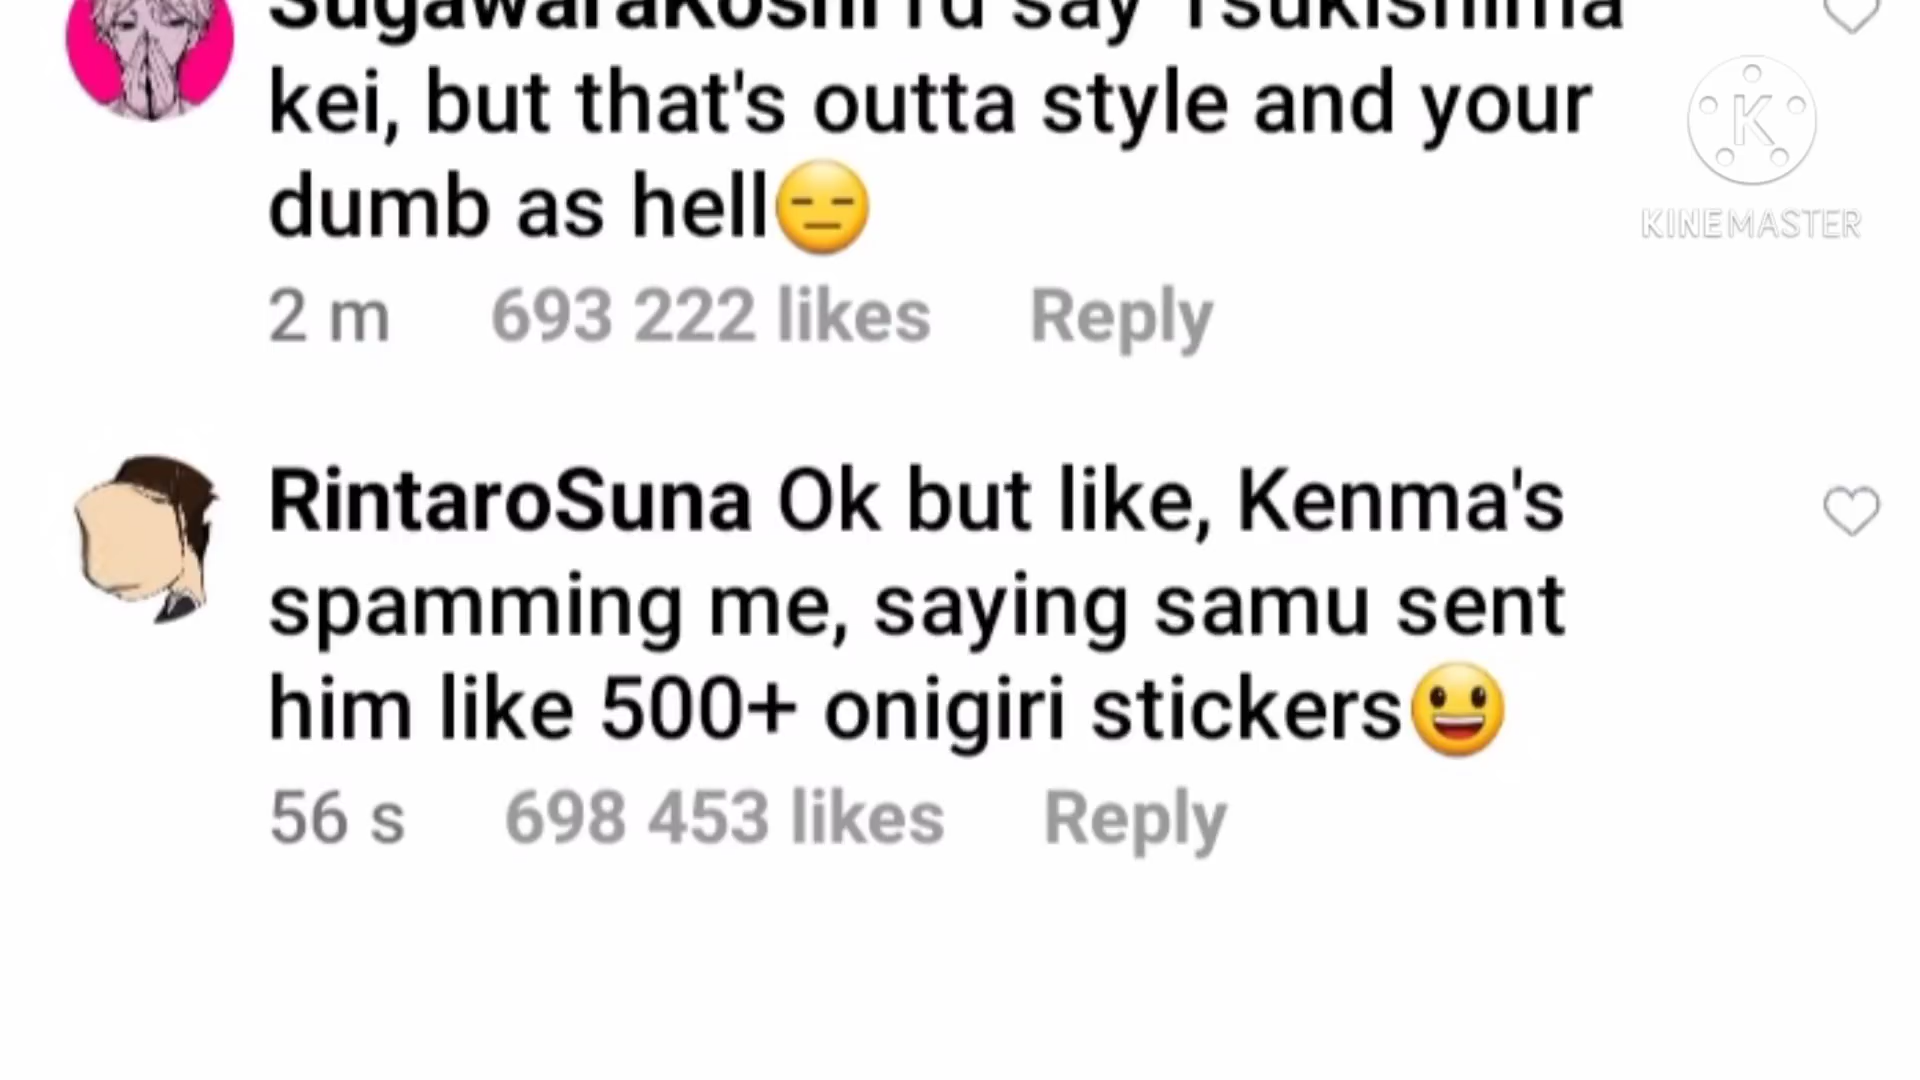 SugawaraKoshi I'd say Tsukishima
kei, but that's outta style and your
dumb as hell😑
2 m 693 222 likes Reply
RintaroSuna Ok but like, Kenma's
spamming me, saying samu sent
him like 500+ onigiri stickers😃
56 s 698 453 likes Reply
K
KINEMASTER